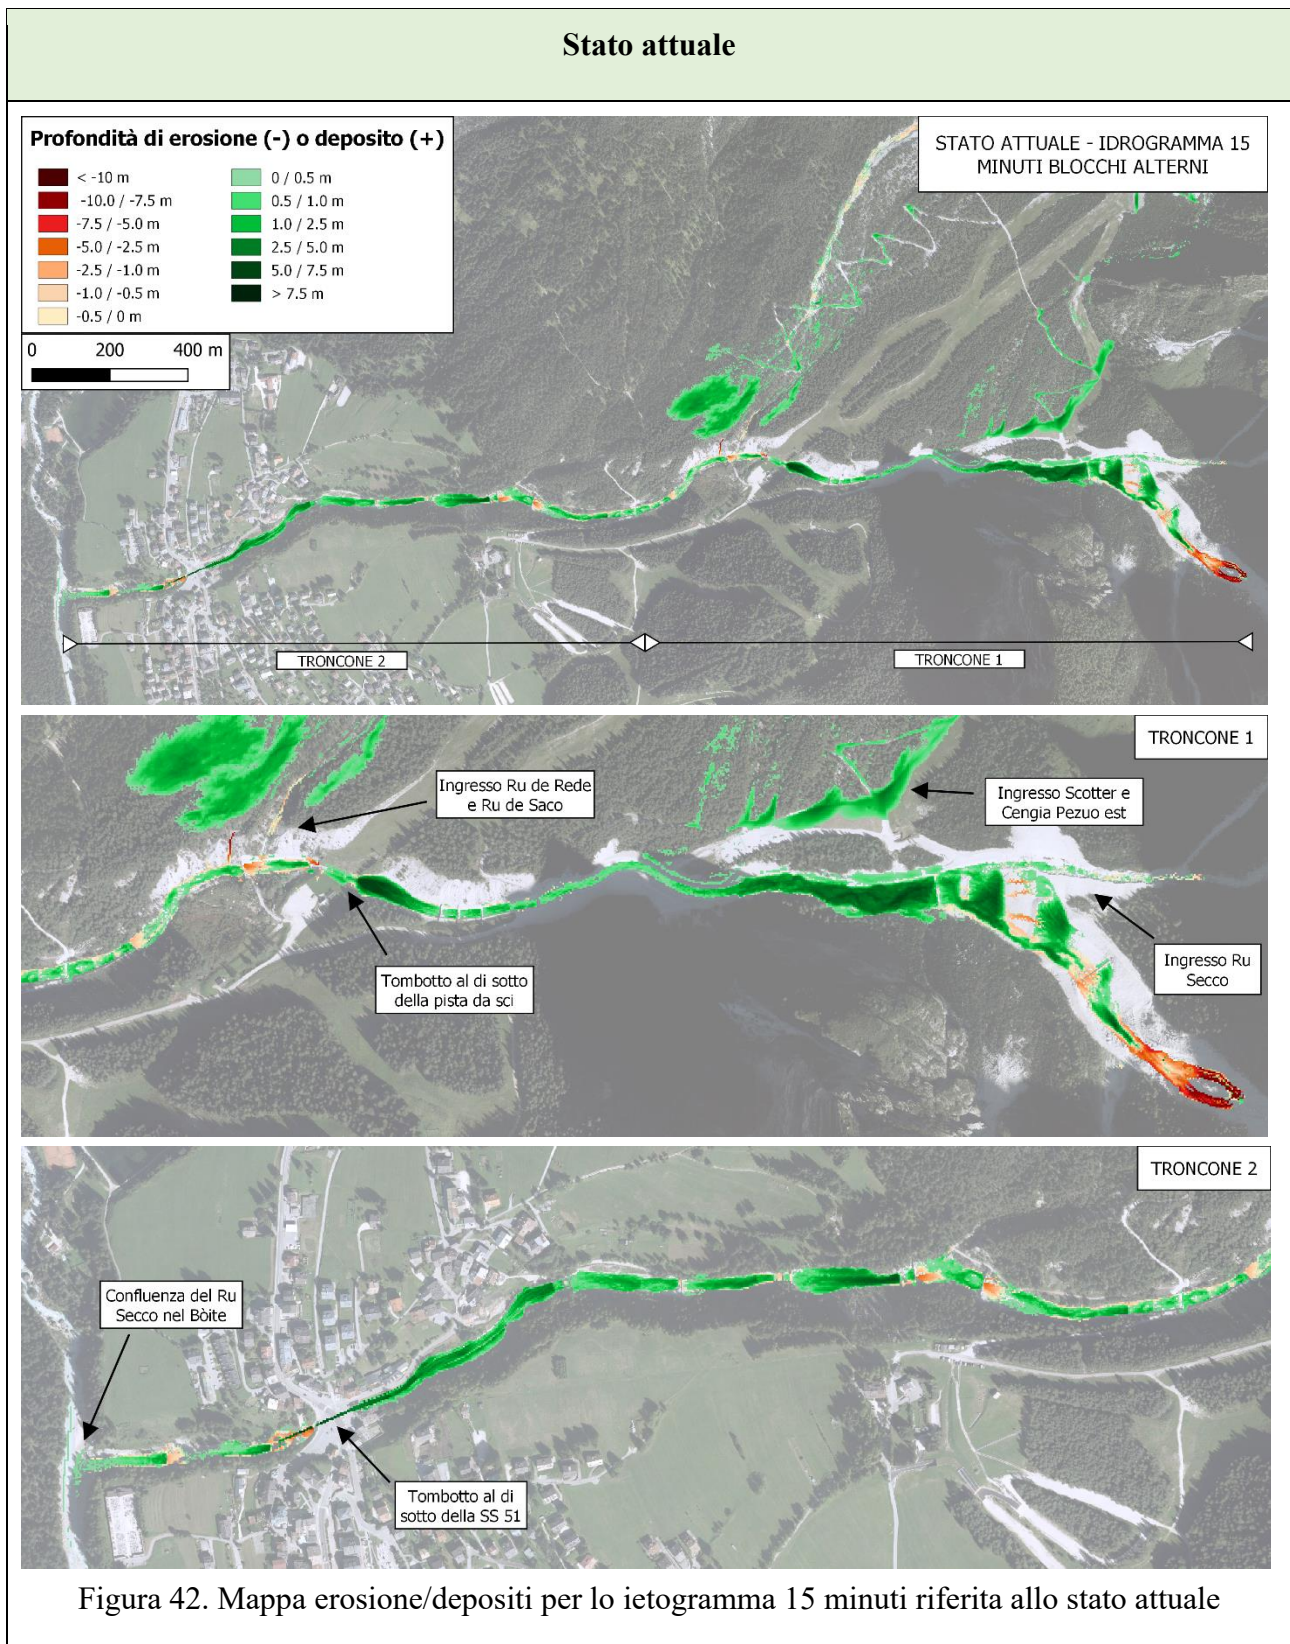 Stato attuale
Profondità di erosione (-) o deposito (+)
< -10 m
-10.0 / -7.5 m
-7.5 / -5.0 m
-5.0 / -2.5 m
-2.5 / -1.0 m
-1.0 / -0.5 m
-0.5 / 0 m
0 / 0.5 m
0.5 / 1.0 m
1.0 / 2.5 m
2.5 / 5.0 m
5.0 / 7.5 m
> 7.5 m
0 200 400 m
STATO ATTUALE - IDROGRAMMA 15
MINUTI BLOCCHI ALTERNI
TRONCONE 2
TRONCONE 1
TRONCONE 1
Ingresso Ru de Rede
e Ru de Saco
Ingresso Scotter e
Cengia Pezuo est
Tombotto al di sotto
della pista da sci
Ingresso Ru
Secco
TRONCONE 2
Confluenza del Ru
Secco nel Bòite
Tombotto al di
sotto della SS 51
Figura 42. Mappa erosione/depositi per lo ietogramma 15 minuti riferita allo stato attuale